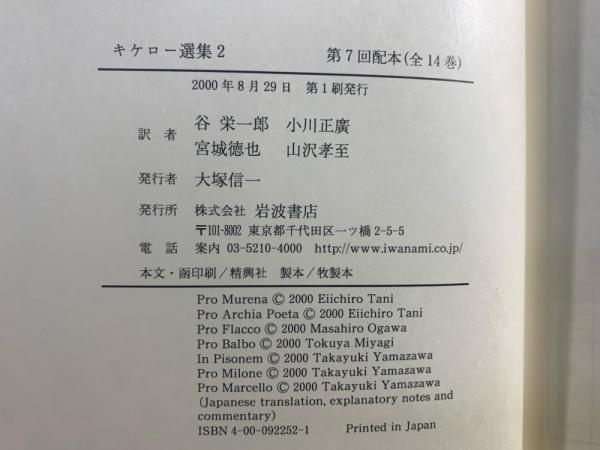 キケロー選集 2　第7回配本(全14巻)
2000年8月29日　第1刷発行
訳者　谷 栄一郎　小川正廣
宮城徳也　山沢孝至
発行者　大塚信一
発行所　株式会社 岩波書店
〒101-8002 東京都千代田区一ツ橋2-5-5
電話　案内 03-5210-4000　http://www.iwanami.co.jp/
本文・函印刷/精興社　製本/牧製本
Pro Murena © 2000 Eiichiro Tani
Pro Archia Poeta © 2000 Eiichiro Tani
Pro Flacco © 2000 Masahiro Ogawa
Pro Balbo © 2000 Tokuya Miyagi
In Pisonem © 2000 Takayuki Yamazawa
Pro Milone © 2000 Takayuki Yamazawa
Pro Marcello © 2000 Takayuki Yamazawa
(Japanese translation, explanatory notes and
commentary)
ISBN 4-00-092252-1　Printed in Japan